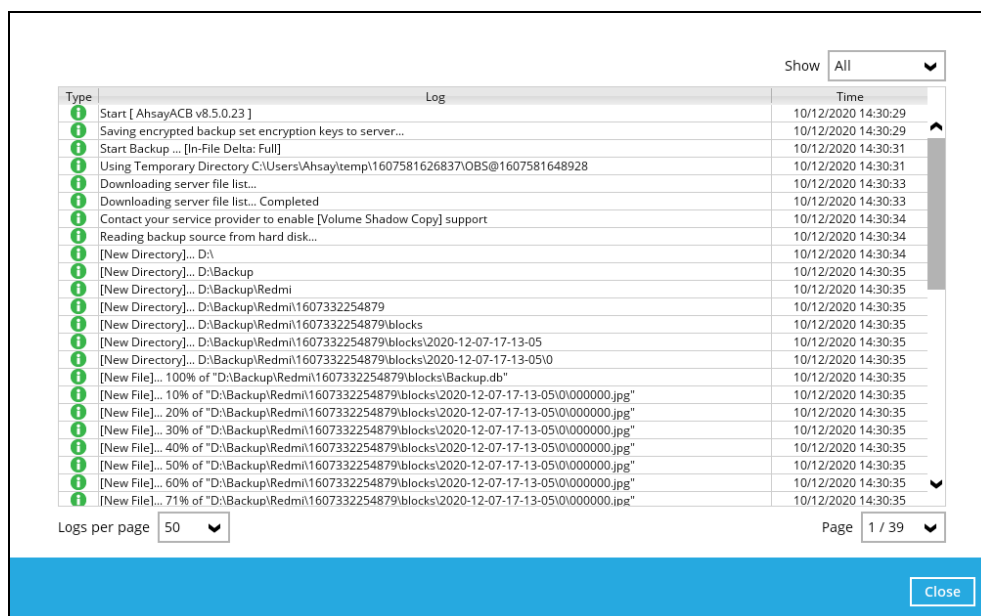 Show All
Type Log Time
Start [ AhsayACB v8.5.0.23 ] 10/12/2020 14:30:29
Saving encrypted backup set encryption keys to server... 10/12/2020 14:30:29
Start Backup ... [In-File Delta: Full] 10/12/2020 14:30:31
Using Temporary Directory C:\Users\Ahsay\temp\1607581626837\OBS@1607581648928 10/12/2020 14:30:31
Downloading server file list... 10/12/2020 14:30:33
Downloading server file list... Completed 10/12/2020 14:30:33
Contact your service provider to enable [Volume Shadow Copy] support 10/12/2020 14:30:34
Reading backup source from hard disk... 10/12/2020 14:30:34
[New Directory]... D:\ 10/12/2020 14:30:34
[New Directory]... D:\Backup 10/12/2020 14:30:35
[New Directory]... D:\Backup\Redmi 10/12/2020 14:30:35
[New Directory]... D:\Backup\Redmi\1607332254879 10/12/2020 14:30:35
[New Directory]... D:\Backup\Redmi\1607332254879\blocks 10/12/2020 14:30:35
[New Directory]... D:\Backup\Redmi\1607332254879\blocks\2020-12-07-17-13-05 10/12/2020 14:30:35
[New Directory]... D:\Backup\Redmi\1607332254879\blocks\2020-12-07-17-13-05\0 10/12/2020 14:30:35
[New File]... 100% of "D:\Backup\Redmi\1607332254879\blocks\Backup.db" 10/12/2020 14:30:35
[New File]... 10% of "D:\Backup\Redmi\1607332254879\blocks\2020-12-07-17-13-05\0\000000.jpg" 10/12/2020 14:30:35
[New File]... 20% of "D:\Backup\Redmi\1607332254879\blocks\2020-12-07-17-13-05\0\000000.jpg" 10/12/2020 14:30:35
[New File]... 30% of "D:\Backup\Redmi\1607332254879\blocks\2020-12-07-17-13-05\0\000000.jpg" 10/12/2020 14:30:35
[New File]... 40% of "D:\Backup\Redmi\1607332254879\blocks\2020-12-07-17-13-05\0\000000.jpg" 10/12/2020 14:30:35
[New File]... 50% of "D:\Backup\Redmi\1607332254879\blocks\2020-12-07-17-13-05\0\000000.jpg" 10/12/2020 14:30:35
[New File]... 60% of "D:\Backup\Redmi\1607332254879\blocks\2020-12-07-17-13-05\0\000000.jpg" 10/12/2020 14:30:35
[New File]... 71% of "D:\Backup\Redmi\1607332254879\blocks\2020-12-07-17-13-05\0\000000.jpg" 10/12/2020 14:30:35
Logs per page 50 Page 1 / 39
Close